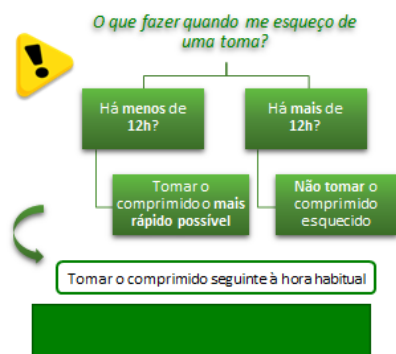 O que fazer quando me esqueço de
uma toma?
Há menos de
12h?
Há mais de
12h?
Tomar o
comprimido o mais
rápido possível
Não tomar o
comprimido
esquecido
Tomar o comprimido seguinte à hora habitual